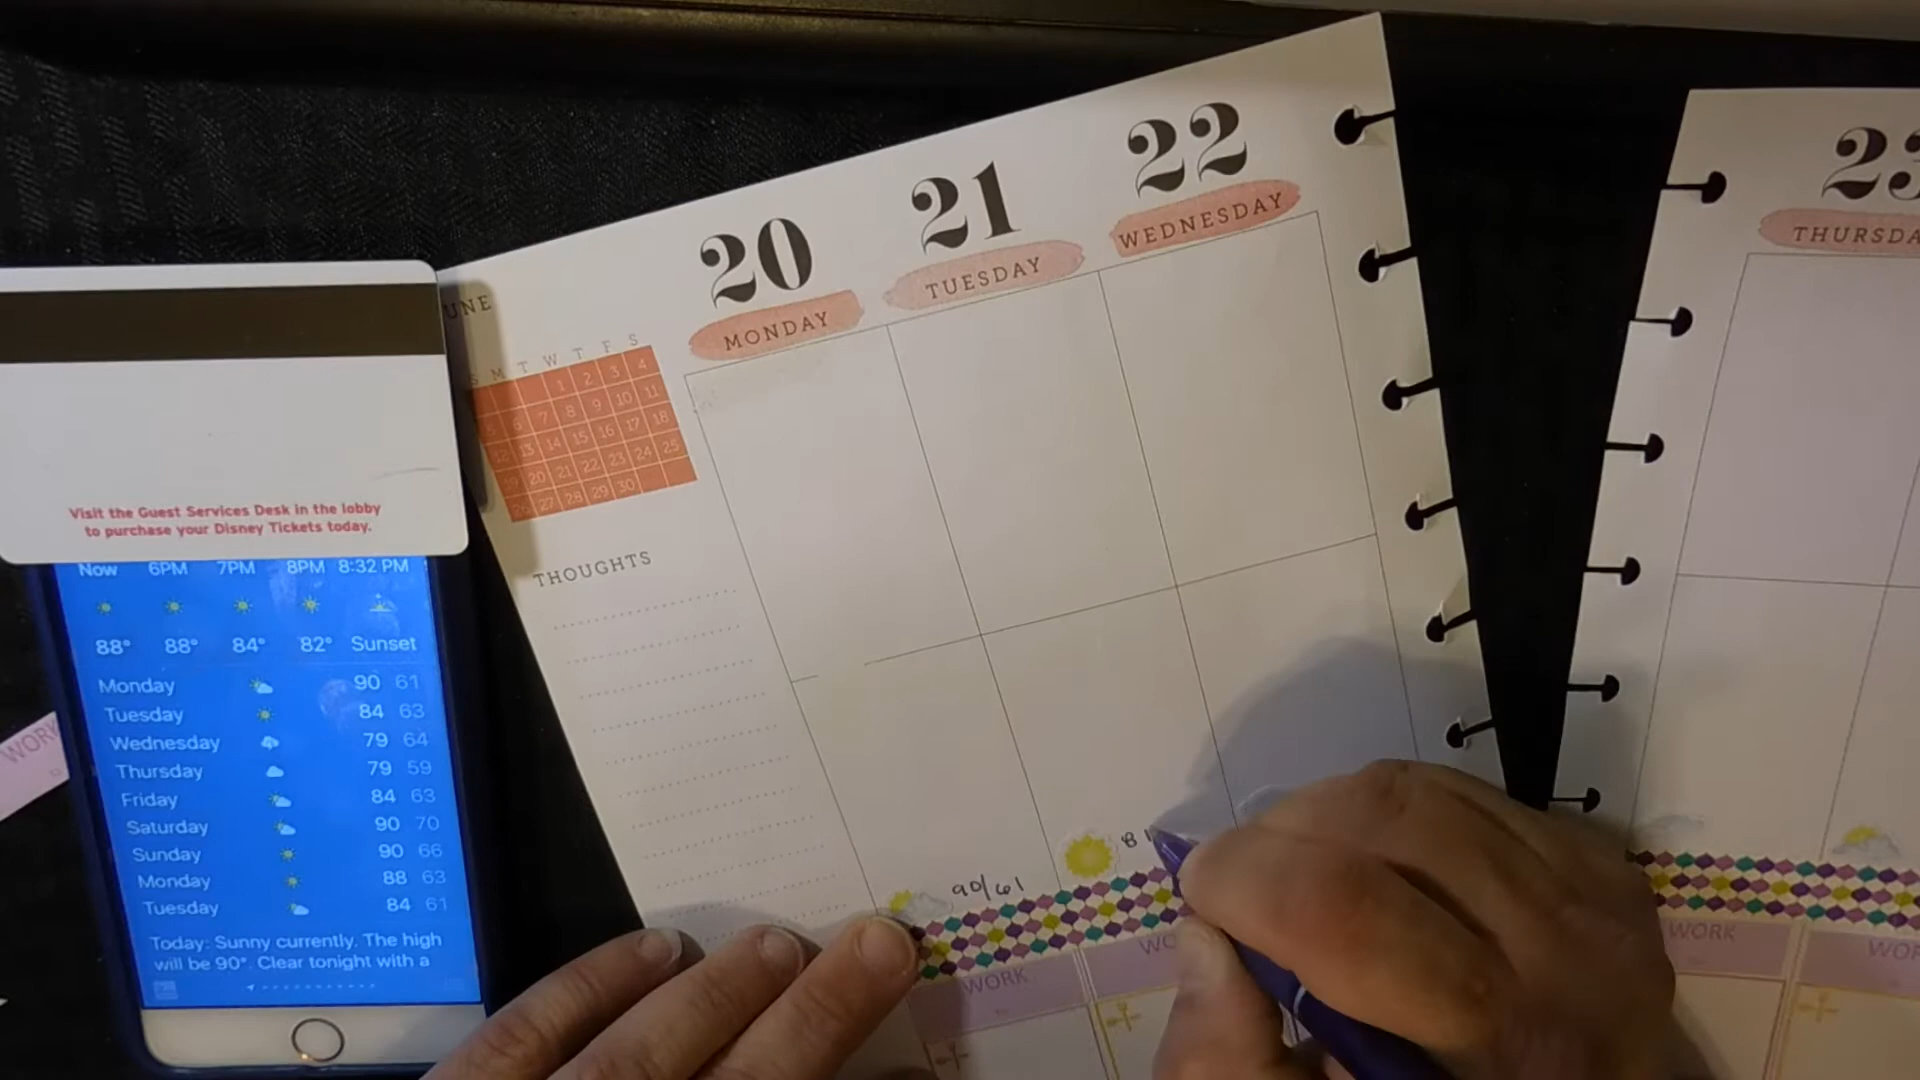 20 21 22 23
MONDAY TUESDAY WEDNESDAY THURSDA
UNE
S M T W T F S
1 2 3 4
5 6 7 8 9 10 11
12 13 14 15 16 17 18
19 20 21 22 23 24 25
26 27 28 29 30
THOUGHTS
90/61
8
WORK WO WORK WOR
WORK
Visit the Guest Services Desk in the lobby
to purchase your Disney Tickets today.
Now 6PM 7PM 8PM 8:32 PM
88° 88° 84° 82° Sunset
Monday 90 61
Tuesday 84 63
Wednesday 79 64
Thursday 79 59
Friday 84 63
Saturday 90 70
Sunday 90 66
Monday 88 63
Tuesday 84 61
Today: Sunny currently. The high
will be 90°. Clear tonight with a